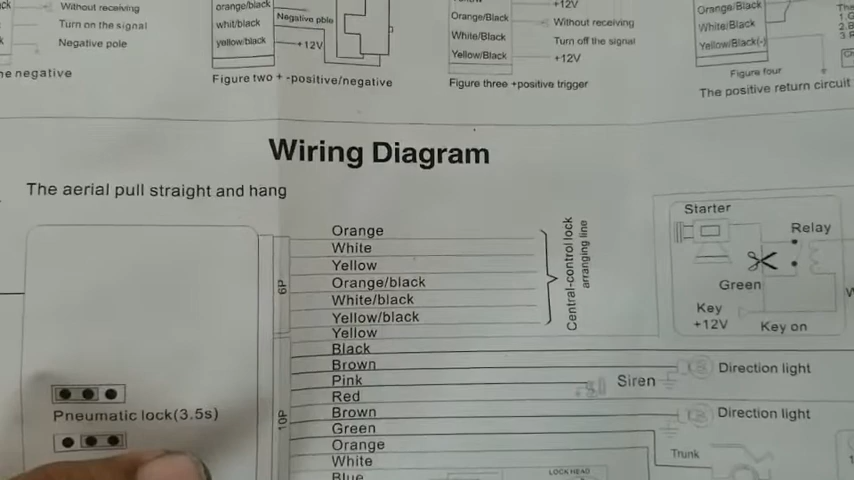 Without receiving
Turn on the signal
Negative pole
orange/black
whit/black
yellow/black
Negative pble
+12V
Figure two + -positive/negative
Orange/Black
White/Black
Yellow/Black
+12V
Without receiving
Turn off the signal
+12V
Figure three +positive trigger
Orange/Black
White/Black
Yellow/Black(-)
Figure four
The positive return circuit
Wiring Diagram
The aerial pull straight and hang
6P
Orange
White
Yellow
Orange/black
White/black
Yellow/black
Central-control lock
arranging line
10P
Yellow
Black
Brown
Pink
Red
Brown
Green
Orange
White
Blue
Starter
Relay
Green
Key
+12V
Key on
Direction light
Siren
Direction light
Trunk
LOCK HEAD
Pneumatic lock(3.5s)